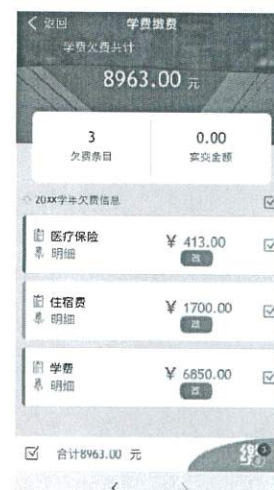 返回 学费缴费
学费欠费共计
8963.00 元
3 0.00
欠费条目 实交金额
20XX学年欠费信息
医疗保险 ¥ 413.00
明细
住宿费 ¥ 1700.00
明细
学费 ¥ 6850.00
明细
合计8963.00 元
缴
3